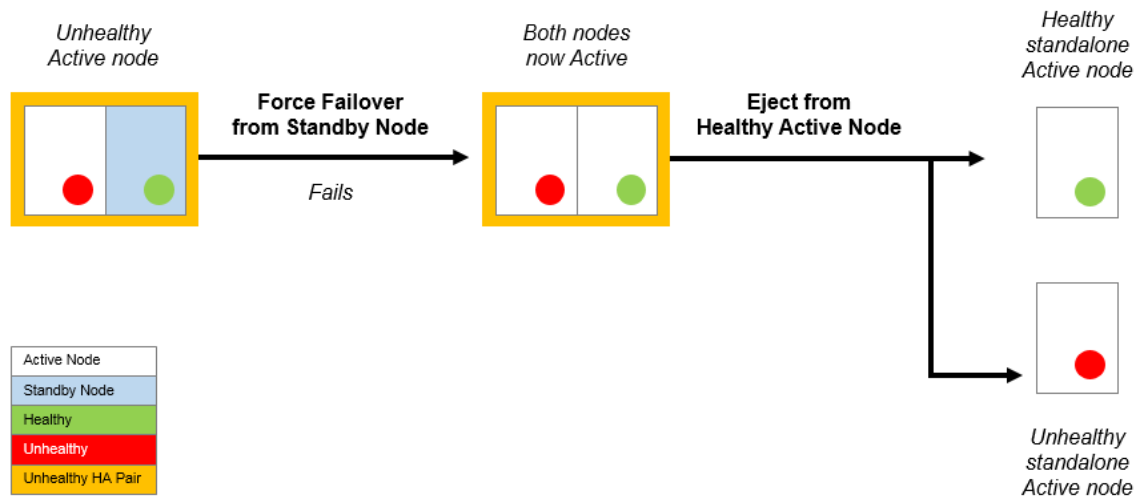 Unhealthy
Active node
Both nodes
now Active
Healthy
standalone
Active node
Force Failover
from Standby Node
Fails
Eject from
Healthy Active Node
Active Node
Standby Node
Healthy
Unhealthy
Unhealthy HA Pair
Unhealthy
standalone
Active node